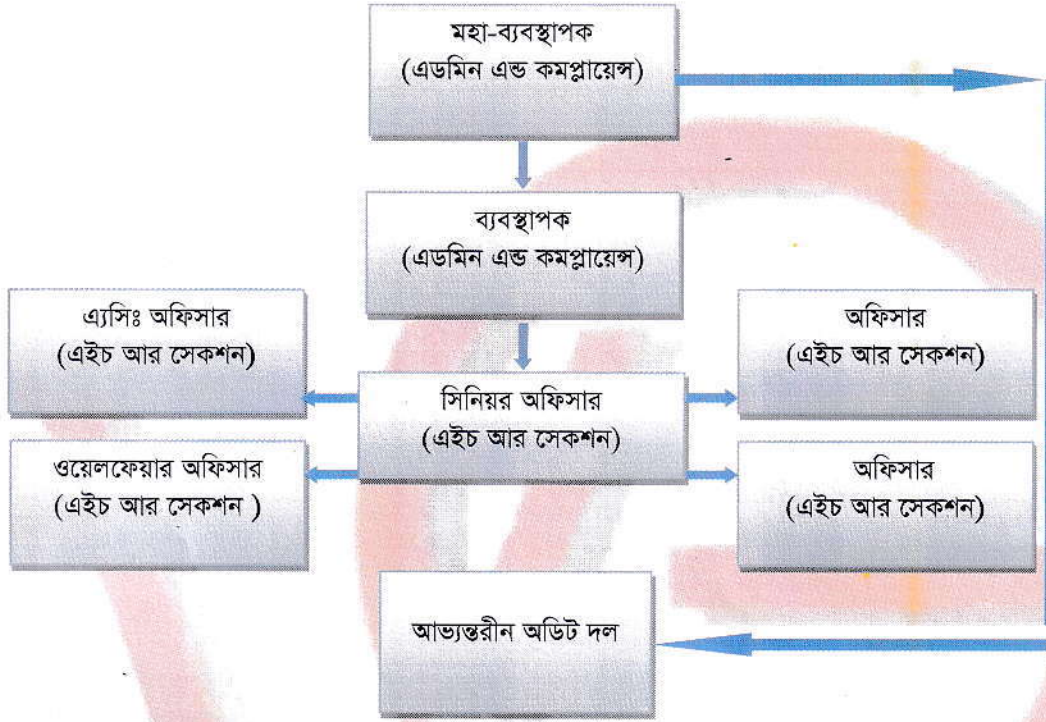 মহা-ব্যবস্থাপক
(এডমিন এন্ড কমপ্লায়েন্স)
ব্যবস্থাপক
(এডমিন এন্ড কমপ্লায়েন্স)
এ্যসিঃ অফিসার
(এইচ আর সেকশন)
অফিসার
(এইচ আর সেকশন)
সিনিয়র অফিসার
(এইচ আর সেকশন)
ওয়েলফেয়ার অফিসার
(এইচ আর সেকশন )
অফিসার
(এইচ আর সেকশন)
আভ্যন্তরীন অডিট দল